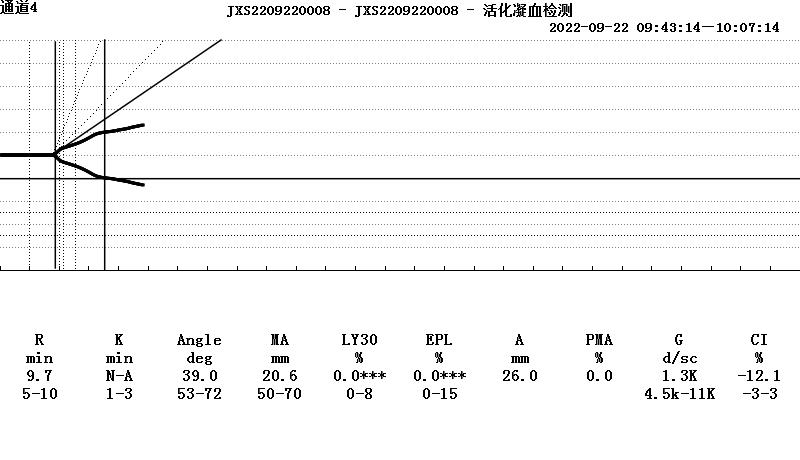 通道4
JXS2209220008 - JXS2209220008 - 活化凝血检测
2022-09-22 09:43:14-10:07:14
R K Angle MA LY30 EPL A PMA G CI
min min deg mm % % mm % d/sc %
9.7 N-A 39.0 20.6 0.0*** 0.0*** 26.0 0.0 1.3K -12.1
5-10 1-3 53-72 50-70 0-8 0-15 4.5k-11K -3-3